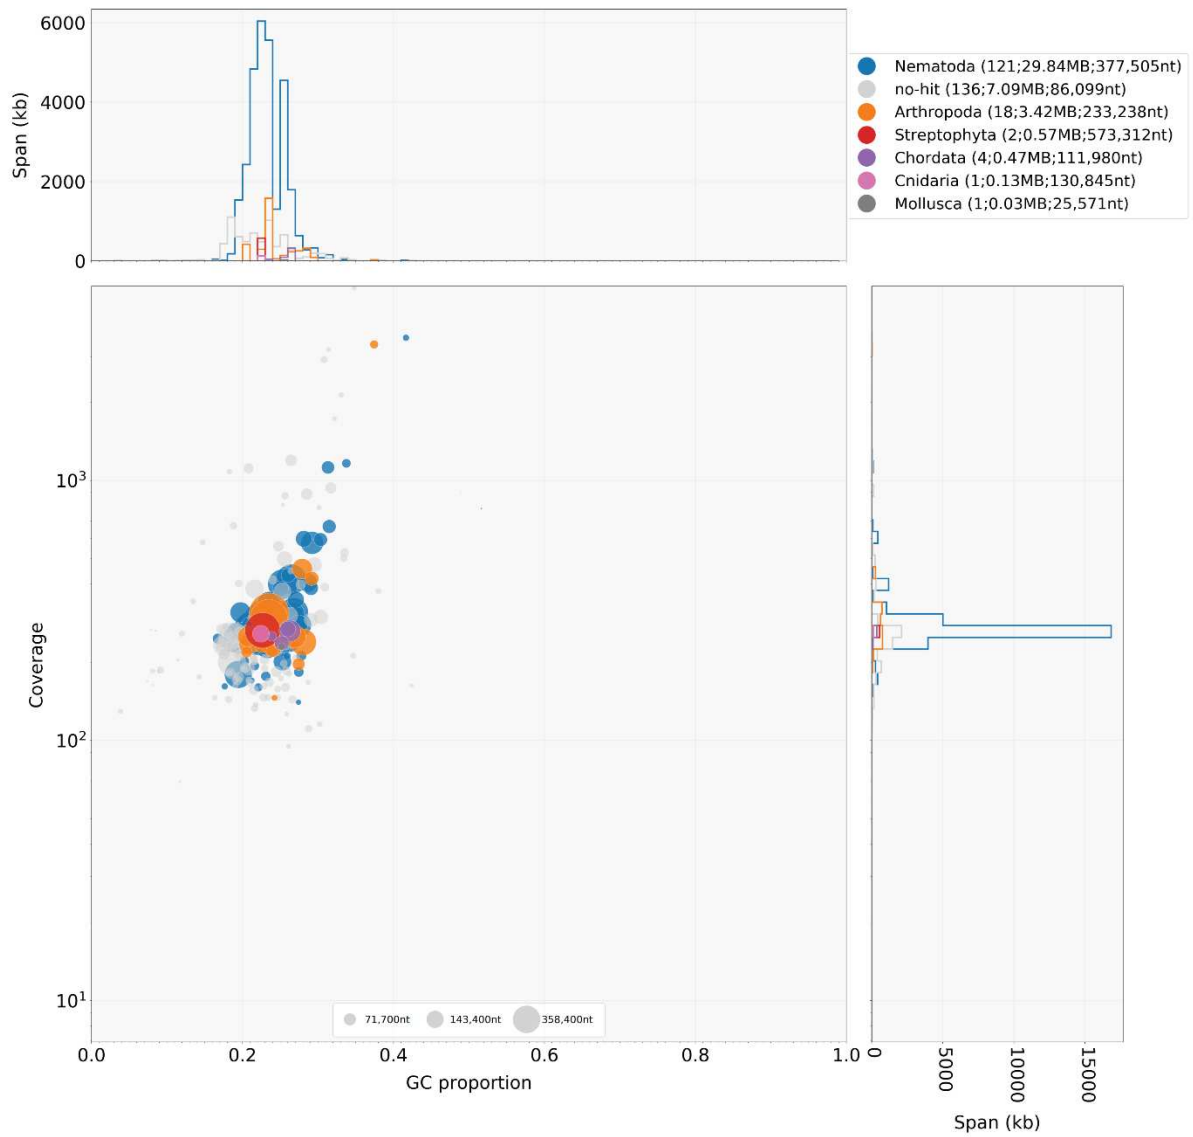 6000
4000
2000
0
Span (kb)
Nematoda (121;29.84MB;377,505nt)
no-hit (136;7.09MB;86,099nt)
Arthropoda (18;3.42MB;233,238nt)
Streptophyta (2;0.57MB;573,312nt)
Chordata (4;0.47MB;111,980nt)
Cnidaria (1;0.13MB;130,845nt)
Mollusca (1;0.03MB;25,571nt)
10³
10²
10¹
Coverage
71,700nt
143,400nt
358,400nt
0.0
0.2
0.4
0.6
0.8
1.0
GC proportion
0
5000
10000
15000
Span (kb)